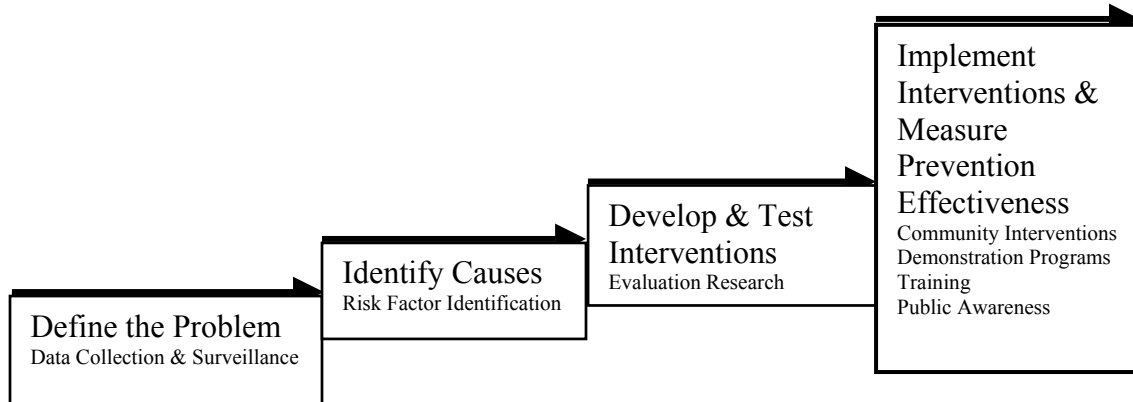 Define the Problem
Data Collection & Surveillance
Identify Causes
Risk Factor Identification
Develop & Test
Interventions
Evaluation Research
Implement
Interventions &
Measure
Prevention
Effectiveness
Community Interventions
Demonstration Programs
Training
Public Awareness